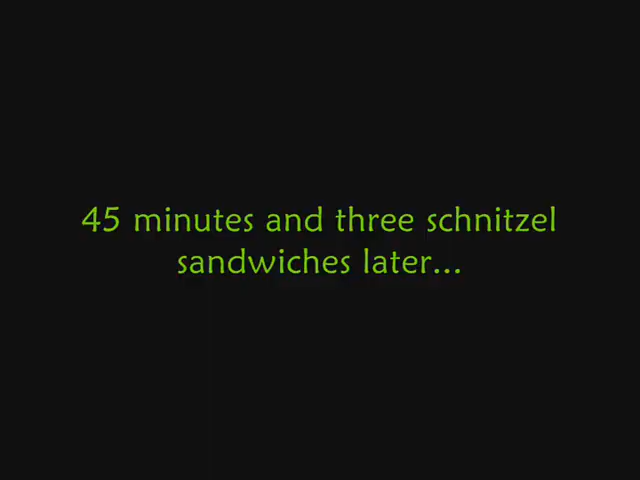 45 minutes and three schnitzel
sandwiches later...